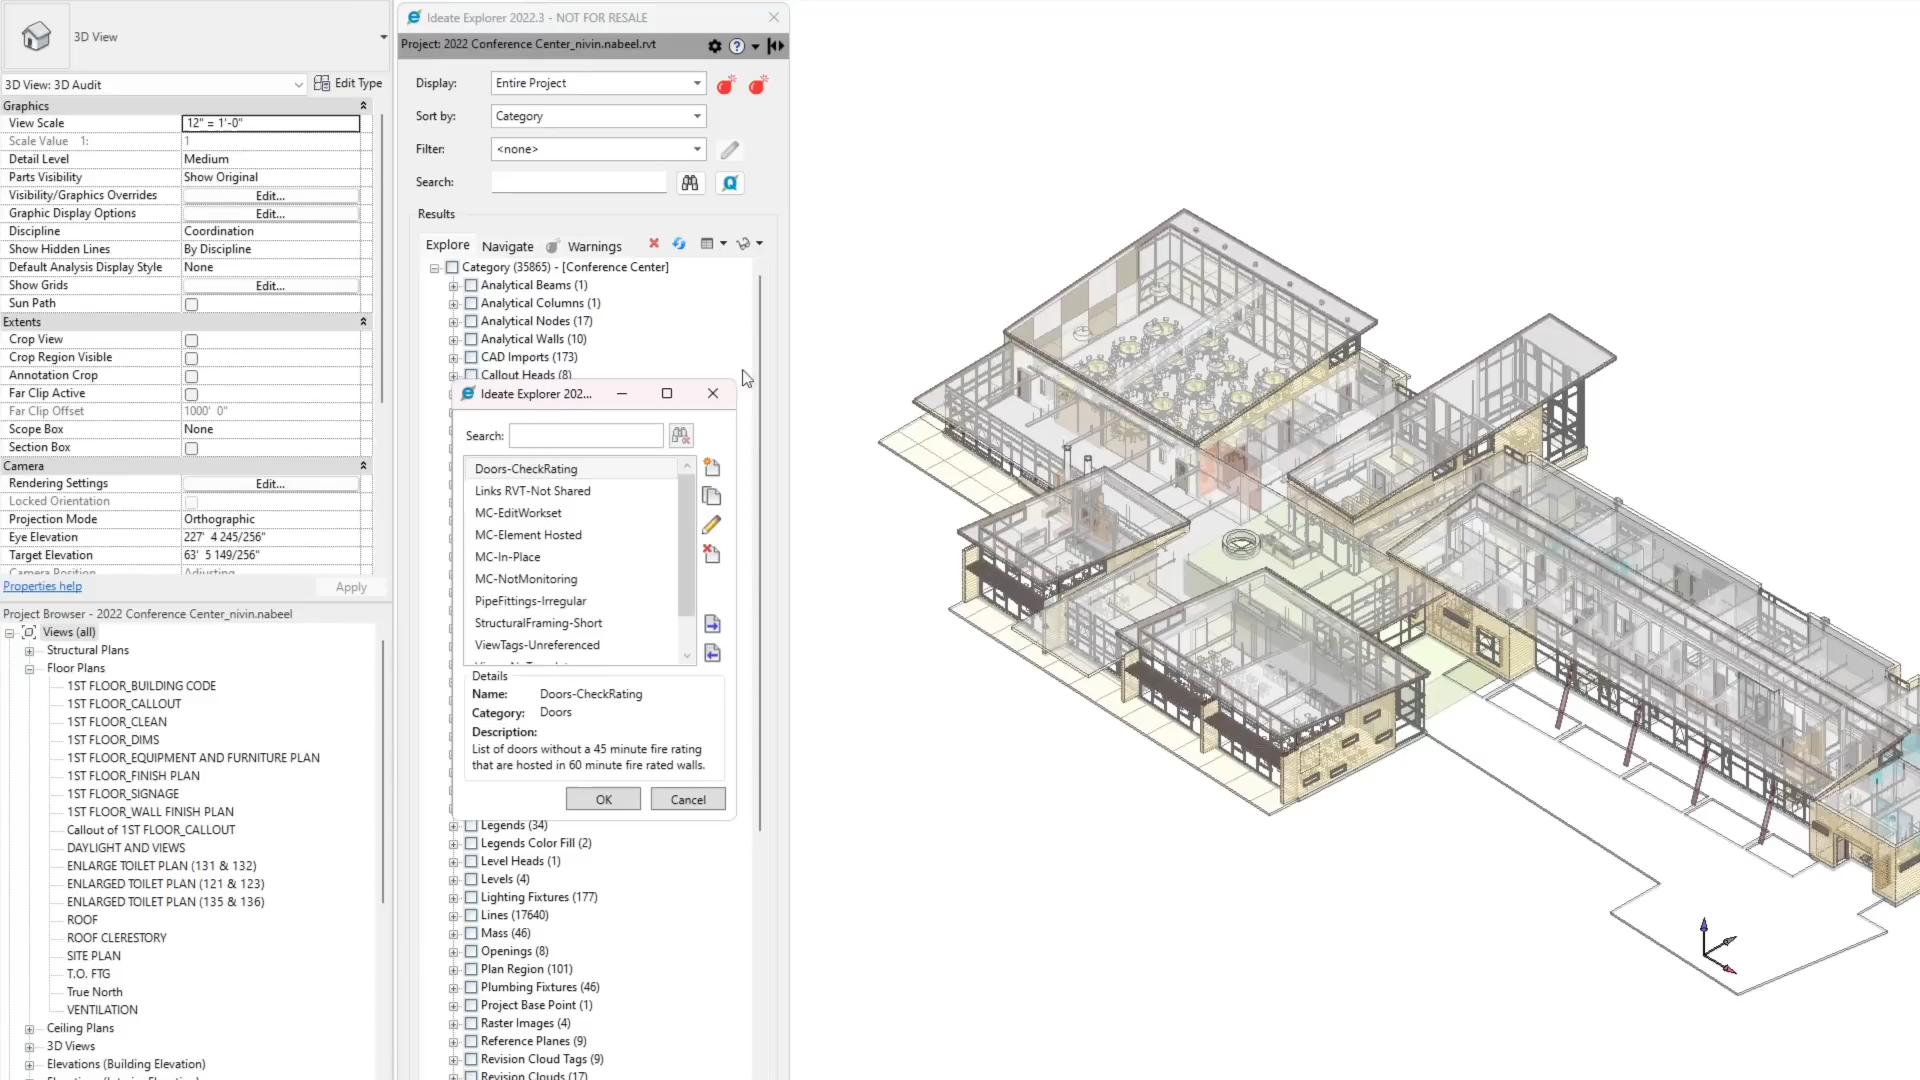 3D View
3D View: 3D Audit
Edit Type
Graphics
View Scale 12" = 1'-0"
Scale Value 1: 1
Detail Level Medium
Parts Visibility Show Original
Visibility/Graphics Overrides Edit...
Graphic Display Options Edit...
Discipline Coordination
Show Hidden Lines By Discipline
Default Analysis Display Style None
Show Grids Edit...
Sun Path
Extents
Crop View
Crop Region Visible
Annotation Crop
Far Clip Active
Far Clip Offset 1000' 0"
Scope Box None
Section Box
Camera
Rendering Settings Edit...
Locked Orientation
Projection Mode Orthographic
Eye Elevation 227' 4 245/256"
Target Elevation 63' 5 149/256"
Camera Position Adjusting
Properties help Apply
Project Browser - 2022 Conference Center_nivin.nabeel
Views (all)
Structural Plans
Floor Plans
1ST FLOOR_BUILDING CODE
1ST FLOOR_CALLOUT
1ST FLOOR_CLEAN
1ST FLOOR_DIMS
1ST FLOOR_EQUIPMENT AND FURNITURE PLAN
1ST FLOOR_FINISH PLAN
1ST FLOOR_SIGNAGE
1ST FLOOR_WALL FINISH PLAN
Callout of 1ST FLOOR_CALLOUT
DAYLIGHT AND VIEWS
ENLARGE TOILET PLAN (131 & 132)
ENLARGED TOILET PLAN (121 & 123)
ENLARGED TOILET PLAN (135 & 136)
ROOF
ROOF CLERESTORY
SITE PLAN
T.O. FTG
True North
VENTILATION
Ceiling Plans
3D Views
Elevations (Building Elevation)
Ideate Explorer 2022.3 - NOT FOR RESALE
Project: 2022 Conference Center_nivin.nabeel.rvt
Display: Entire Project
Sort by: Category
Filter: <none>
Search:
Results
Explore Navigate Warnings
Category (35865) - [Conference Center]
Analytical Beams (1)
Analytical Columns (1)
Analytical Nodes (17)
Analytical Walls (10)
CAD Imports (173)
Callout Heads (8)
Ideate Explorer 202...
Search:
Doors-CheckRating
Links RVT-Not Shared
MC-EditWorkset
MC-Element Hosted
MC-In-Place
MC-NotMonitoring
PipeFittings-Irregular
StructuralFraming-Short
ViewTags-Unreferenced
Details
Name: Doors-CheckRating
Category: Doors
Description:
List of doors without a 45 minute fire rating
that are hosted in 60 minute fire rated walls.
OK Cancel
Legends (34)
Legends Color Fill (2)
Level Heads (1)
Levels (4)
Lighting Fixtures (177)
Lines (17640)
Mass (46)
Openings (8)
Plan Region (101)
Plumbing Fixtures (46)
Project Base Point (1)
Raster Images (4)
Reference Planes (9)
Revision Cloud Tags (9)
Revision Clouds (17)